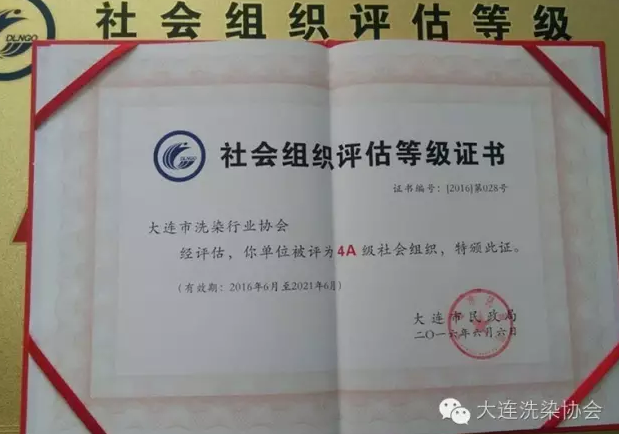 DLNGO 社会组织评估等级
DLNGO 社会组织评估等级证书
证书编号：[2016]第028号
大连市洗染行业协会
经评估，你单位被评为4A级社会组织，特颁此证。
(有效期：2016年6月至2021年6月)
大连市民政局
二〇一六年六月六日
大连洗染协会